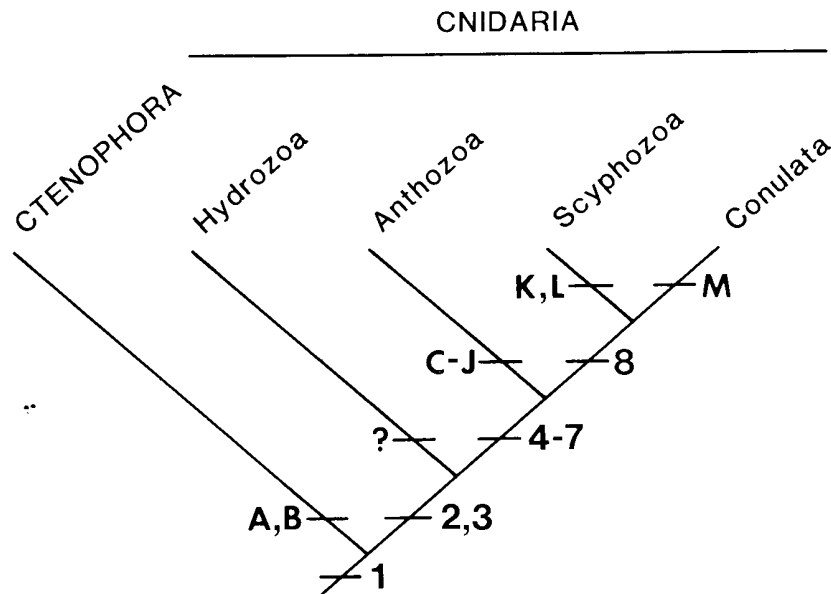 CNIDARIA
CTENOPHORA
Hydrozoa
Anthozoa
Scyphozoa
Conulata
K,L
M
C-J
8
?
4-7
A,B
2,3
1